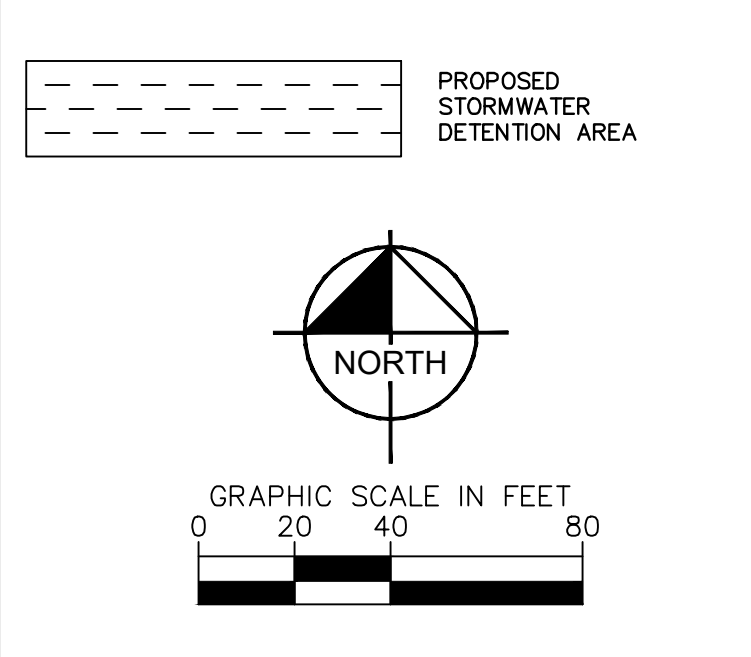 PROPOSED
STORMWATER
DETENTION AREA
NORTH
GRAPHIC SCALE IN FEET
0 20 40 80